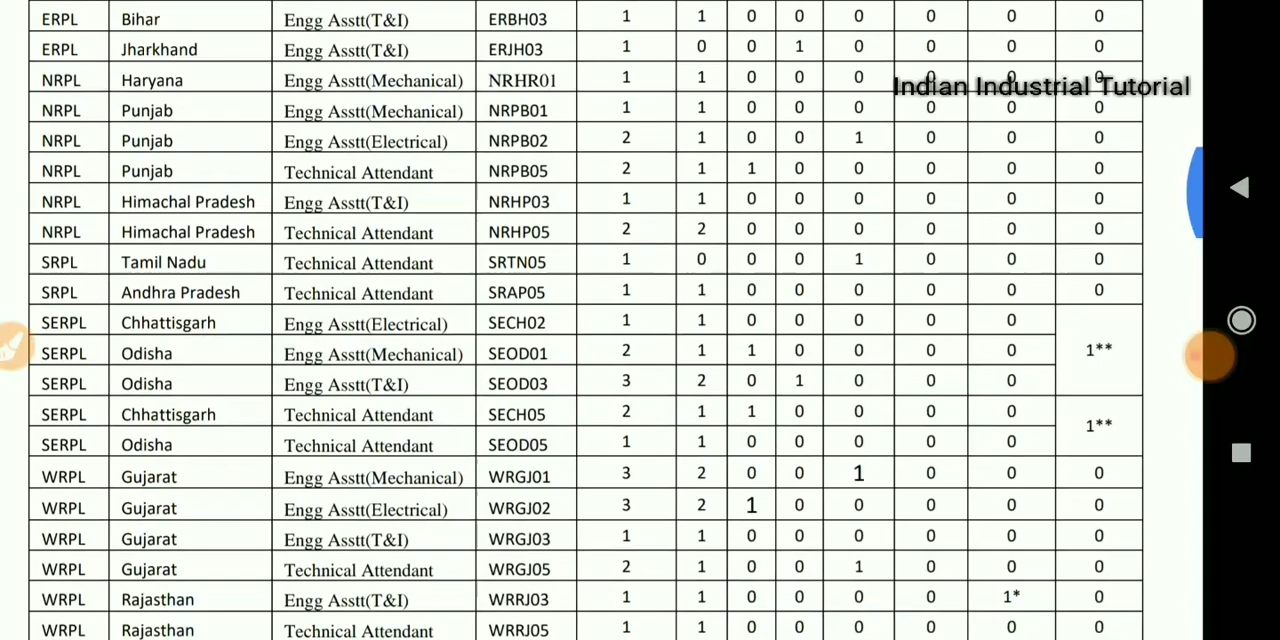 ERPL Bihar Engg Asstt(T&I) ERBH03 1 1 0 0 0 0 0 0
ERPL Jharkhand Engg Asstt(T&I) ERJH03 1 0 0 1 0 0 0 0
NRPL Haryana Engg Asstt(Mechanical) NRHR01 1 1 0 0 0 0 0 0
Indian Industrial Tutorial
NRPL Punjab Engg Asstt(Mechanical) NRPB01 1 1 0 0 0 0 0 0
NRPL Punjab Engg Asstt(Electrical) NRPB02 2 1 0 0 1 0 0 0
NRPL Punjab Technical Attendant NRPB05 2 1 1 0 0 0 0 0
NRPL Himachal Pradesh Engg Asstt(T&I) NRHP03 1 1 0 0 0 0 0 0
NRPL Himachal Pradesh Technical Attendant NRHP05 2 2 0 0 0 0 0 0
SRPL Tamil Nadu Technical Attendant SRTN05 1 0 0 0 1 0 0 0
SRPL Andhra Pradesh Technical Attendant SRAP05 1 1 0 0 0 0 0 0
SERPL Chhattisgarh Engg Asstt(Electrical) SECH02 1 1 0 0 0 0 0
SERPL Odisha Engg Asstt(Mechanical) SEOD01 2 1 1 0 0 0 0 1**
SERPL Odisha Engg Asstt(T&I) SEOD03 3 2 0 1 0 0 0
SERPL Chhattisgarh Technical Attendant SECH05 2 1 1 0 0 0 0 1**
SERPL Odisha Technical Attendant SEOD05 1 1 0 0 0 0 0
WRPL Gujarat Engg Asstt(Mechanical) WRGJ01 3 2 0 0 1 0 0 0
WRPL Gujarat Engg Asstt(Electrical) WRGJ02 3 2 1 0 0 0 0 0
WRPL Gujarat Engg Asstt(T&I) WRGJ03 1 1 0 0 0 0 0 0
WRPL Gujarat Technical Attendant WRGJ05 2 1 0 0 1 0 0 0
WRPL Rajasthan Engg Asstt(T&I) WRRJ03 1 1 0 0 0 0 1* 0
WRPL Rajasthan Technical Attendant WRRJ05 1 1 0 0 0 0 0 0